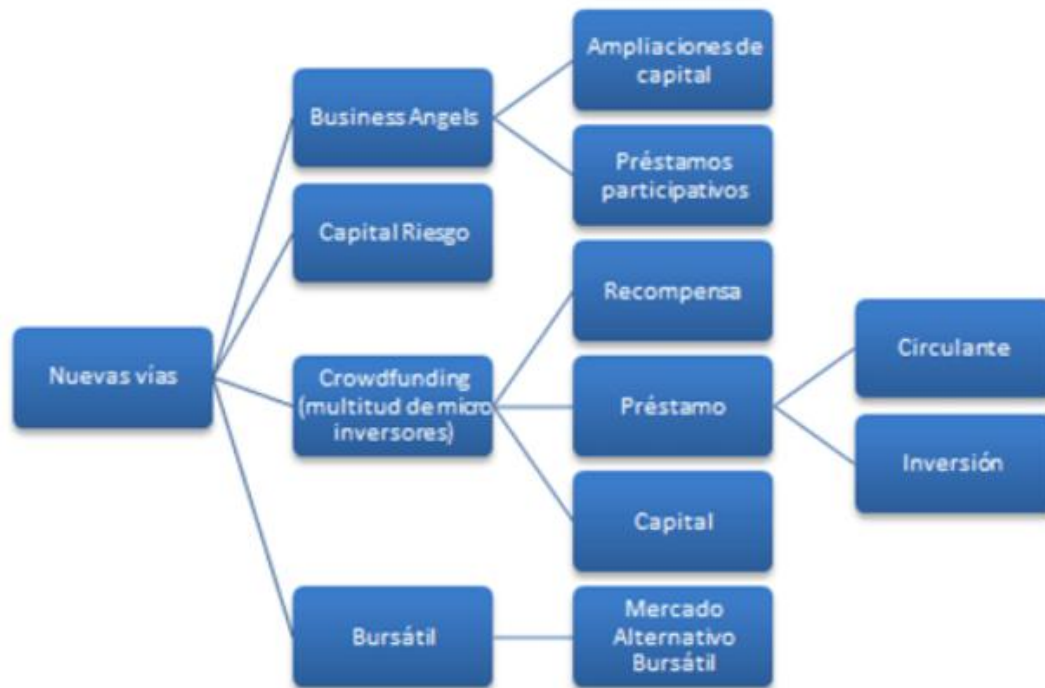 Nuevas vías
Business Angels
Ampliaciones de
capital
Préstamos
participativos
Capital Riesgo
Crowdfunding
(multitud de micro
inversores)
Recompensa
Préstamo
Circulante
Inversión
Capital
Bursátil
Mercado
Alternativo
Bursátil